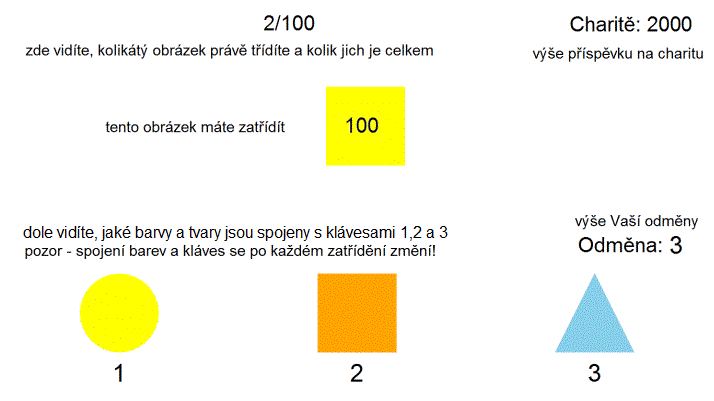 2/100
Charitě: 2000
zde vidíte, kolikátý obrázek právě třídíte a kolik jich je celkem
výše příspěvku na charitu
tento obrázek máte zatřídít
100
výše Vaší odměny
dole vidíte, jaké barvy a tvary jsou spojeny s klávesami 1,2 a 3
Odměna: 3
pozor - spojení barev a kláves se po každém zatřídění změní!
1
2
3